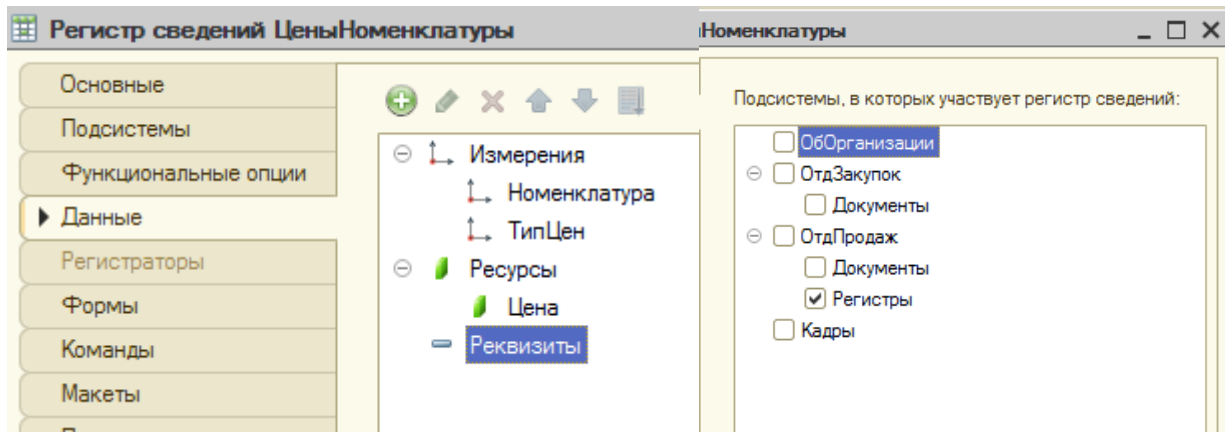 Регистр сведений ЦеныНоменклатуры
Номенклатуры
Основные
Подсистемы
Функциональные опции
Данные
Регистраторы
Формы
Команды
Макеты
Измерения
Номенклатура
ТипЦен
Ресурсы
Цена
Реквизиты
Подсистемы, в которых участвует регистр сведений:
ОбОрганизации
ОтдЗакупок
Документы
ОтдПродаж
Документы
Регистры
Кадры